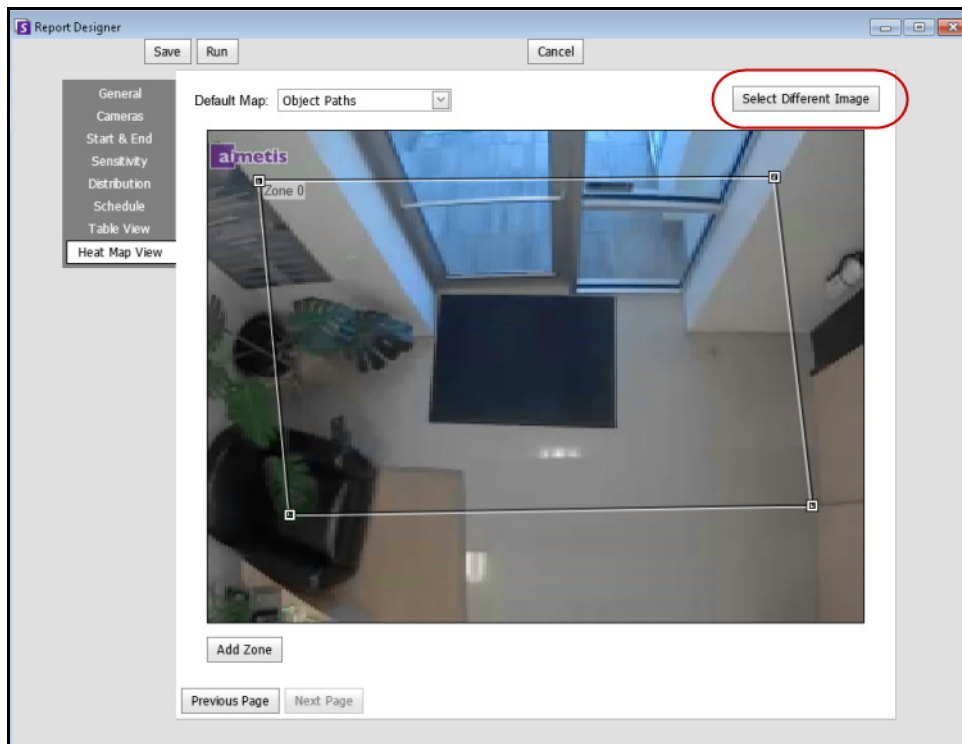 Report Designer
Save Run Cancel
General
Cameras
Start & End
Sensitivity
Distribution
Schedule
Table View
Heat Map View
Default Map: Object Paths Select Different Image
aimetis
Zone 0
Add Zone
Previous Page Next Page